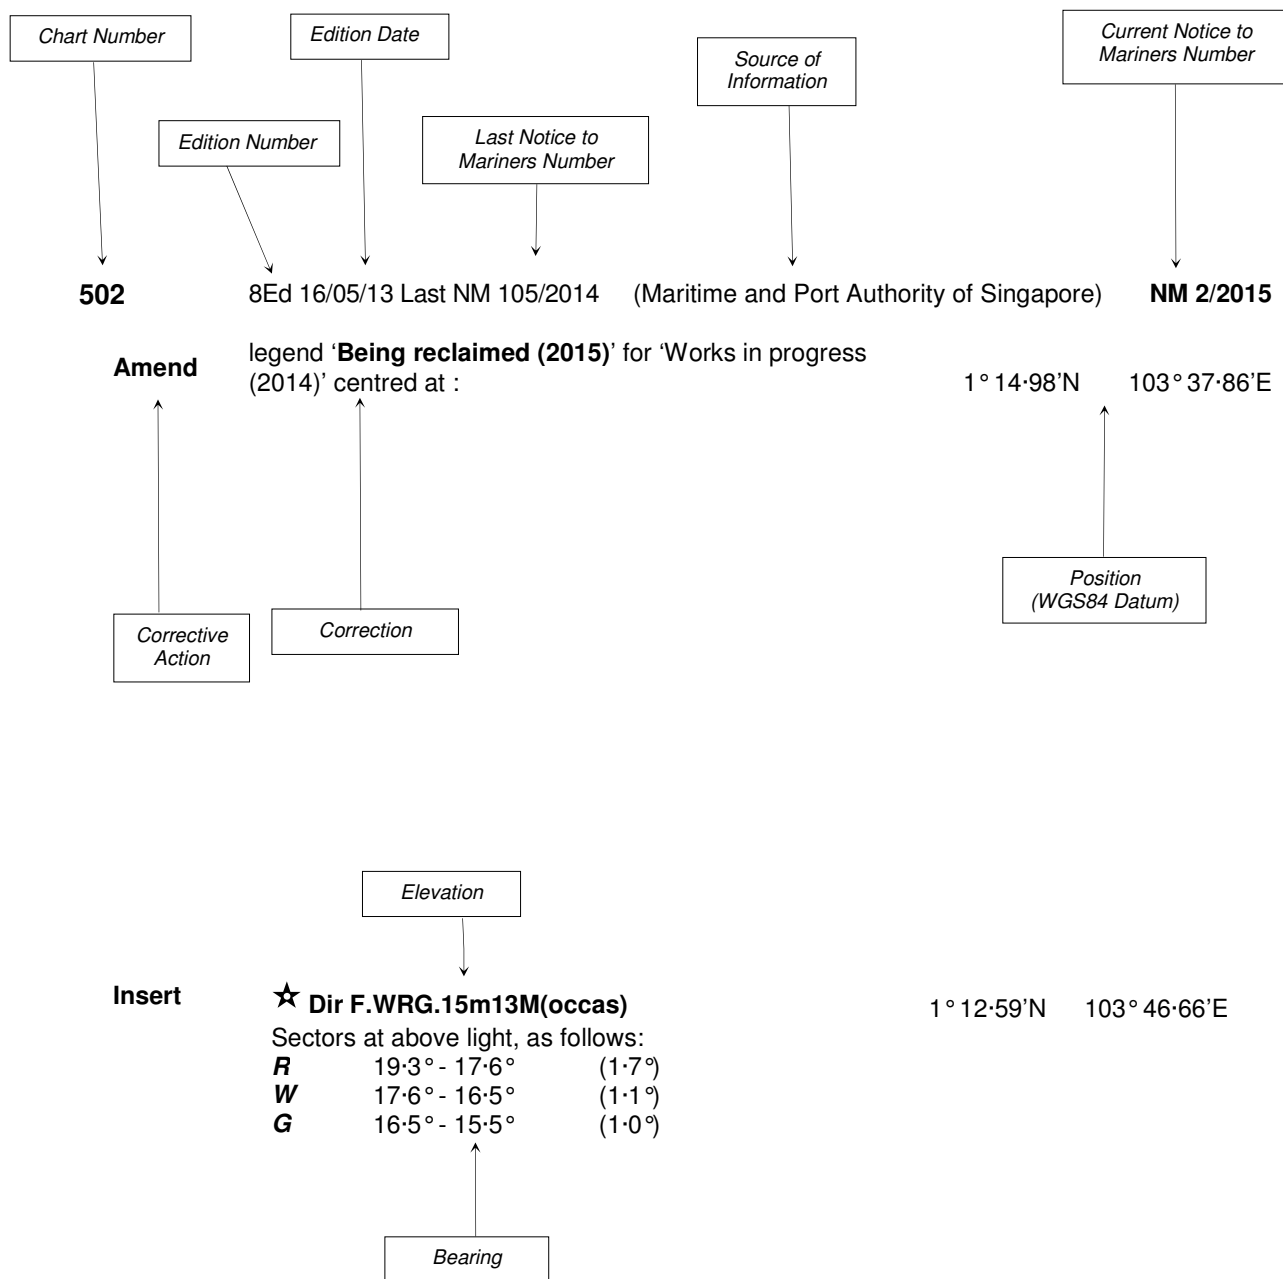 Chart Number
Edition Date
Source of
Information
Current Notice to
Mariners Number
Edition Number
Last Notice to
Mariners Number
502 8Ed 16/05/13 Last NM 105/2014 (Maritime and Port Authority of Singapore) NM 2/2015
Amend legend ‘Being reclaimed (2015)’ for ‘Works in progress
(2014)’ centred at : 1° 14·98’N 103° 37·86’E
Position
(WGS84 Datum)
Corrective
Action
Correction
Elevation
Insert Dir F.WRG.15m13M(occas) 1° 12·59’N 103° 46·66’E
Sectors at above light, as follows:
R 19·3° - 17·6° (1·7°)
W 17·6° - 16·5° (1·1°)
G 16·5° - 15·5° (1·0°)
Bearing